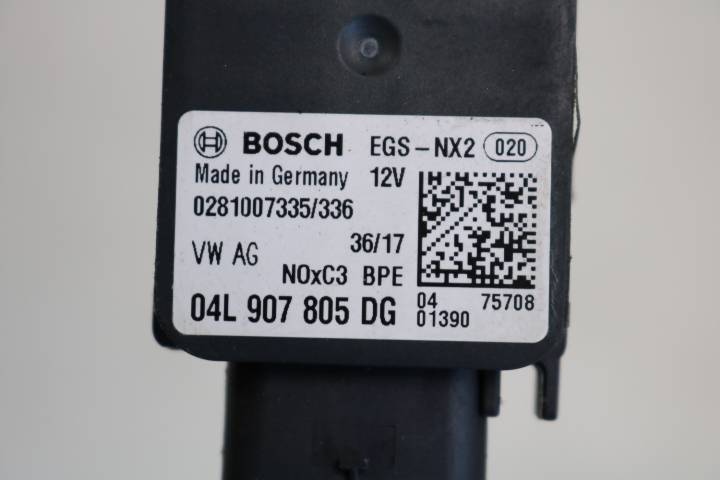 BOSCH EGS-NX2 020
Made in Germany 12V
0281007335/336
VW AG 36/17
NOxC3 BPE
04L 907 805 DG
04 75708
01390